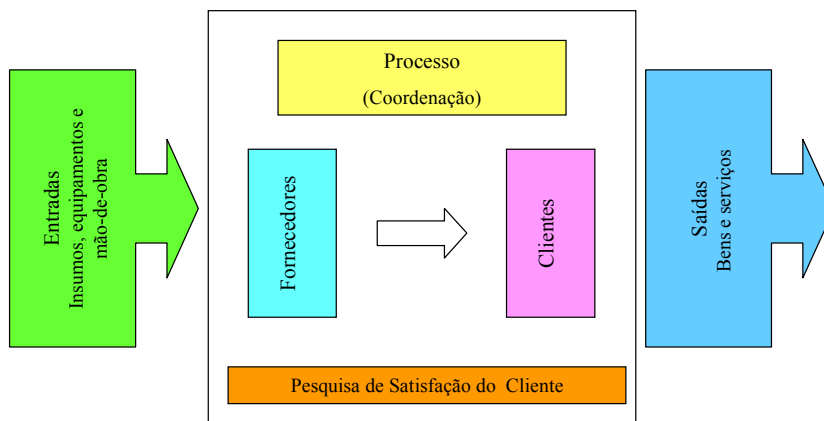 Entradas
Insumos, equipamentos e
mão-de-obra
Processo
(Coordenação)
Fornecedores
Clientes
Pesquisa de Satisfação do Cliente
Saídas
Bens e serviços